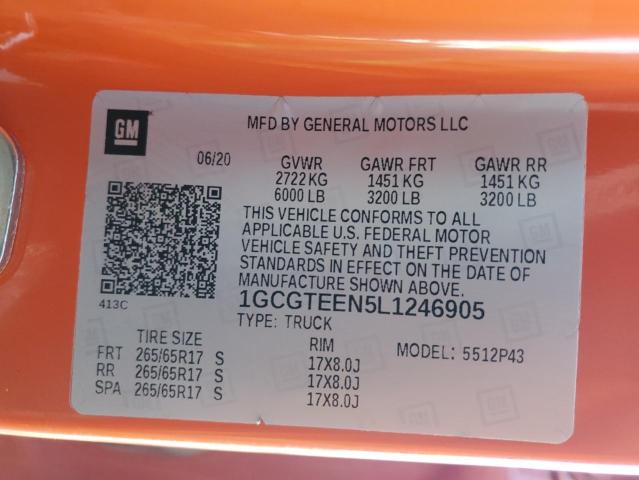 GM
MFD BY GENERAL MOTORS LLC
06/20 GVWR GAWR FRT GAWR RR
2722 KG 1451 KG 1451 KG
6000 LB 3200 LB 3200 LB
THIS VEHICLE CONFORMS TO ALL
APPLICABLE U.S. FEDERAL MOTOR
VEHICLE SAFETY AND THEFT PREVENTION
STANDARDS IN EFFECT ON THE DATE OF
MANUFACTURE SHOWN ABOVE.
413C
1GCGTEEN5L1246905
TYPE: TRUCK
TIRE SIZE RIM MODEL: 5512P43
FRT 265/65R17 S 17X8.0J
RR 265/65R17 S 17X8.0J
SPA 265/65R17 S 17X8.0J